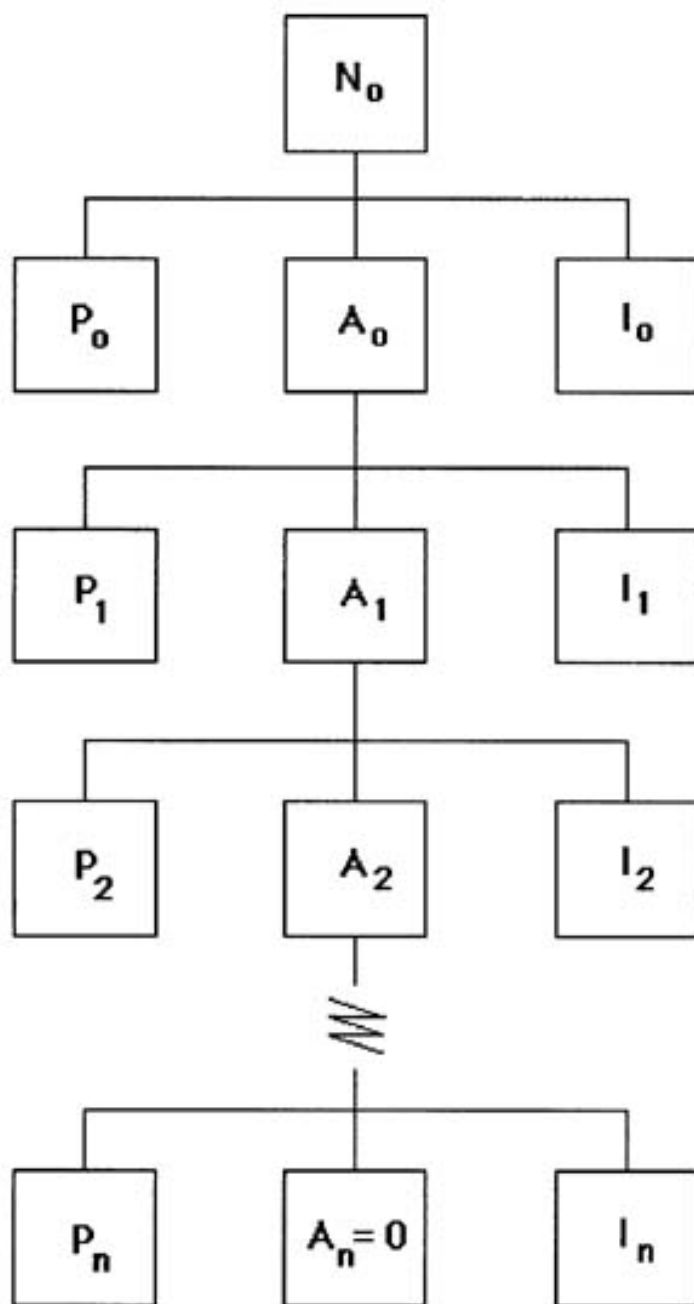 N₀
P₀ A₀ I₀
P₁ A₁ I₁
P₂ A₂ I₂
Pₙ Aₙ=0 Iₙ